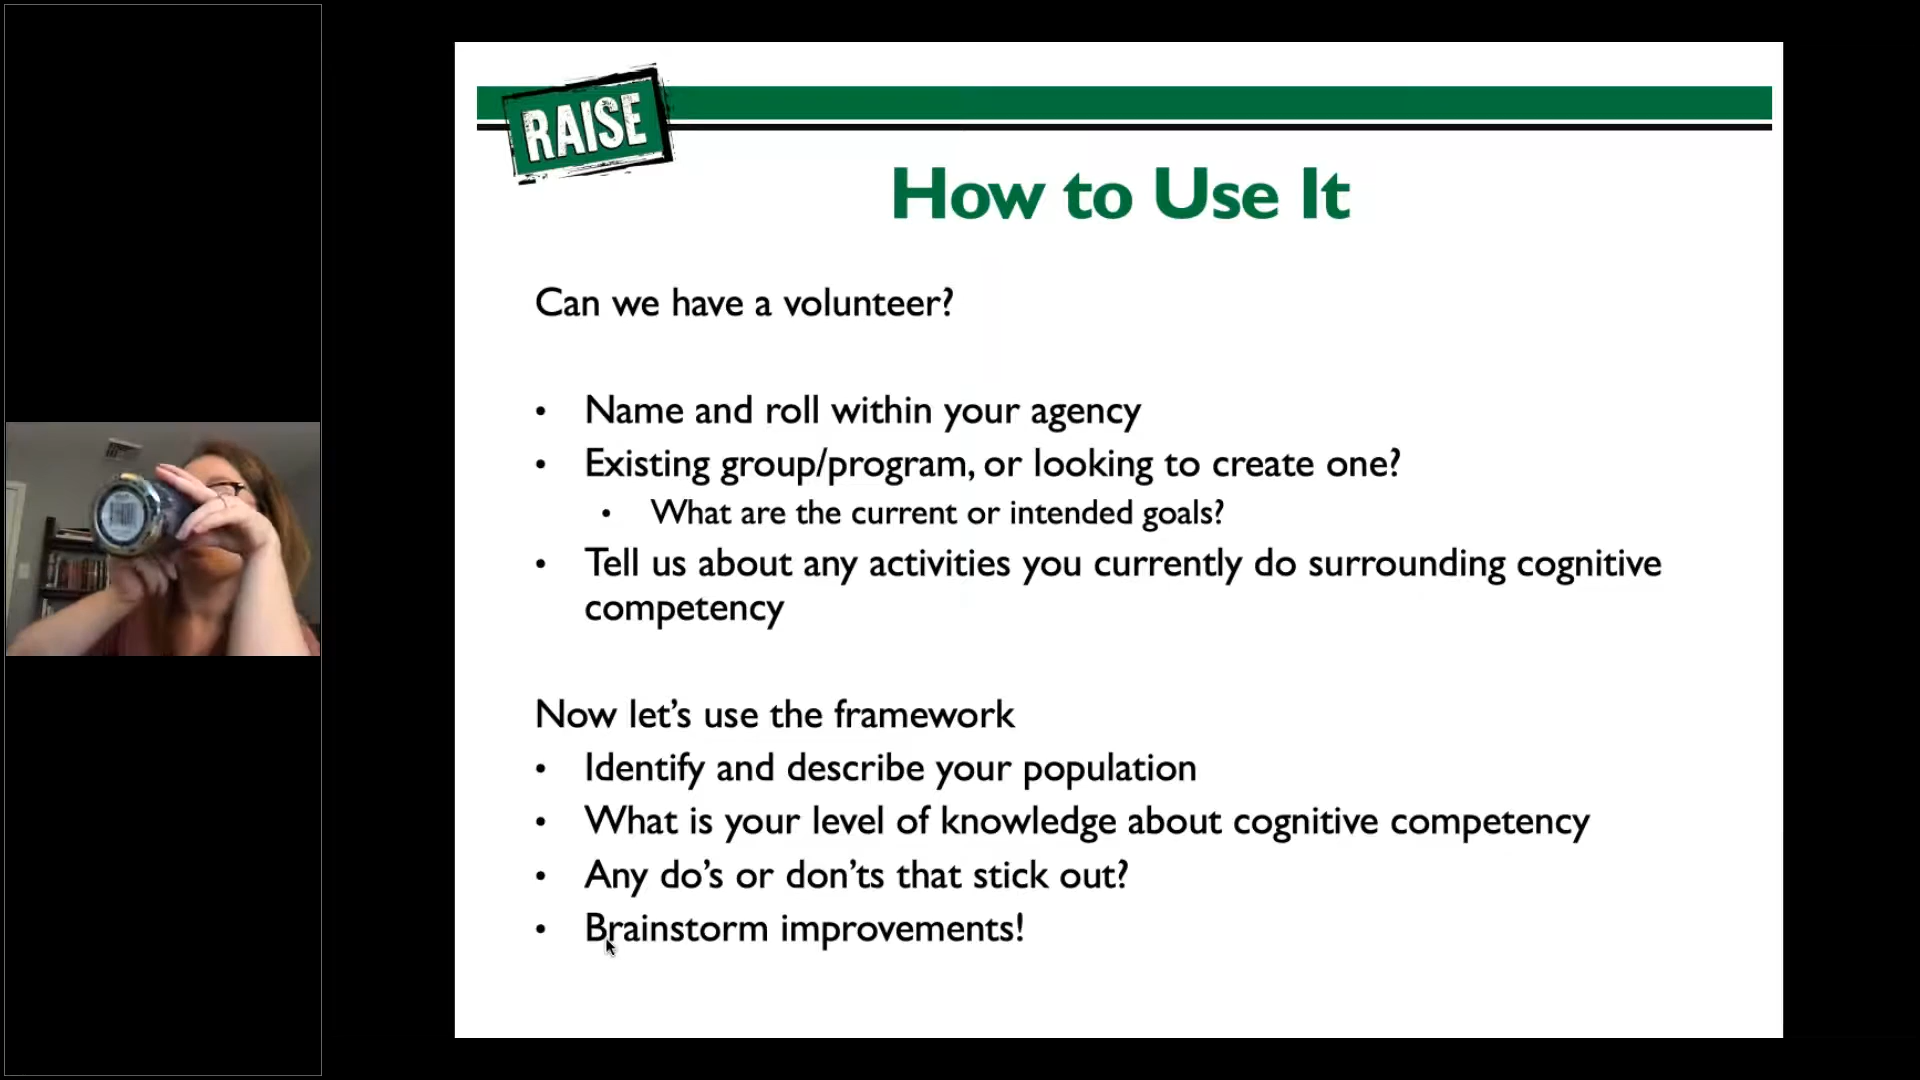 RAISE
How to Use It
Can we have a volunteer?
• Name and roll within your agency
• Existing group/program, or looking to create one?
• What are the current or intended goals?
• Tell us about any activities you currently do surrounding cognitive
competency
Now let’s use the framework
• Identify and describe your population
• What is your level of knowledge about cognitive competency
• Any do’s or don’ts that stick out?
• Brainstorm improvements!